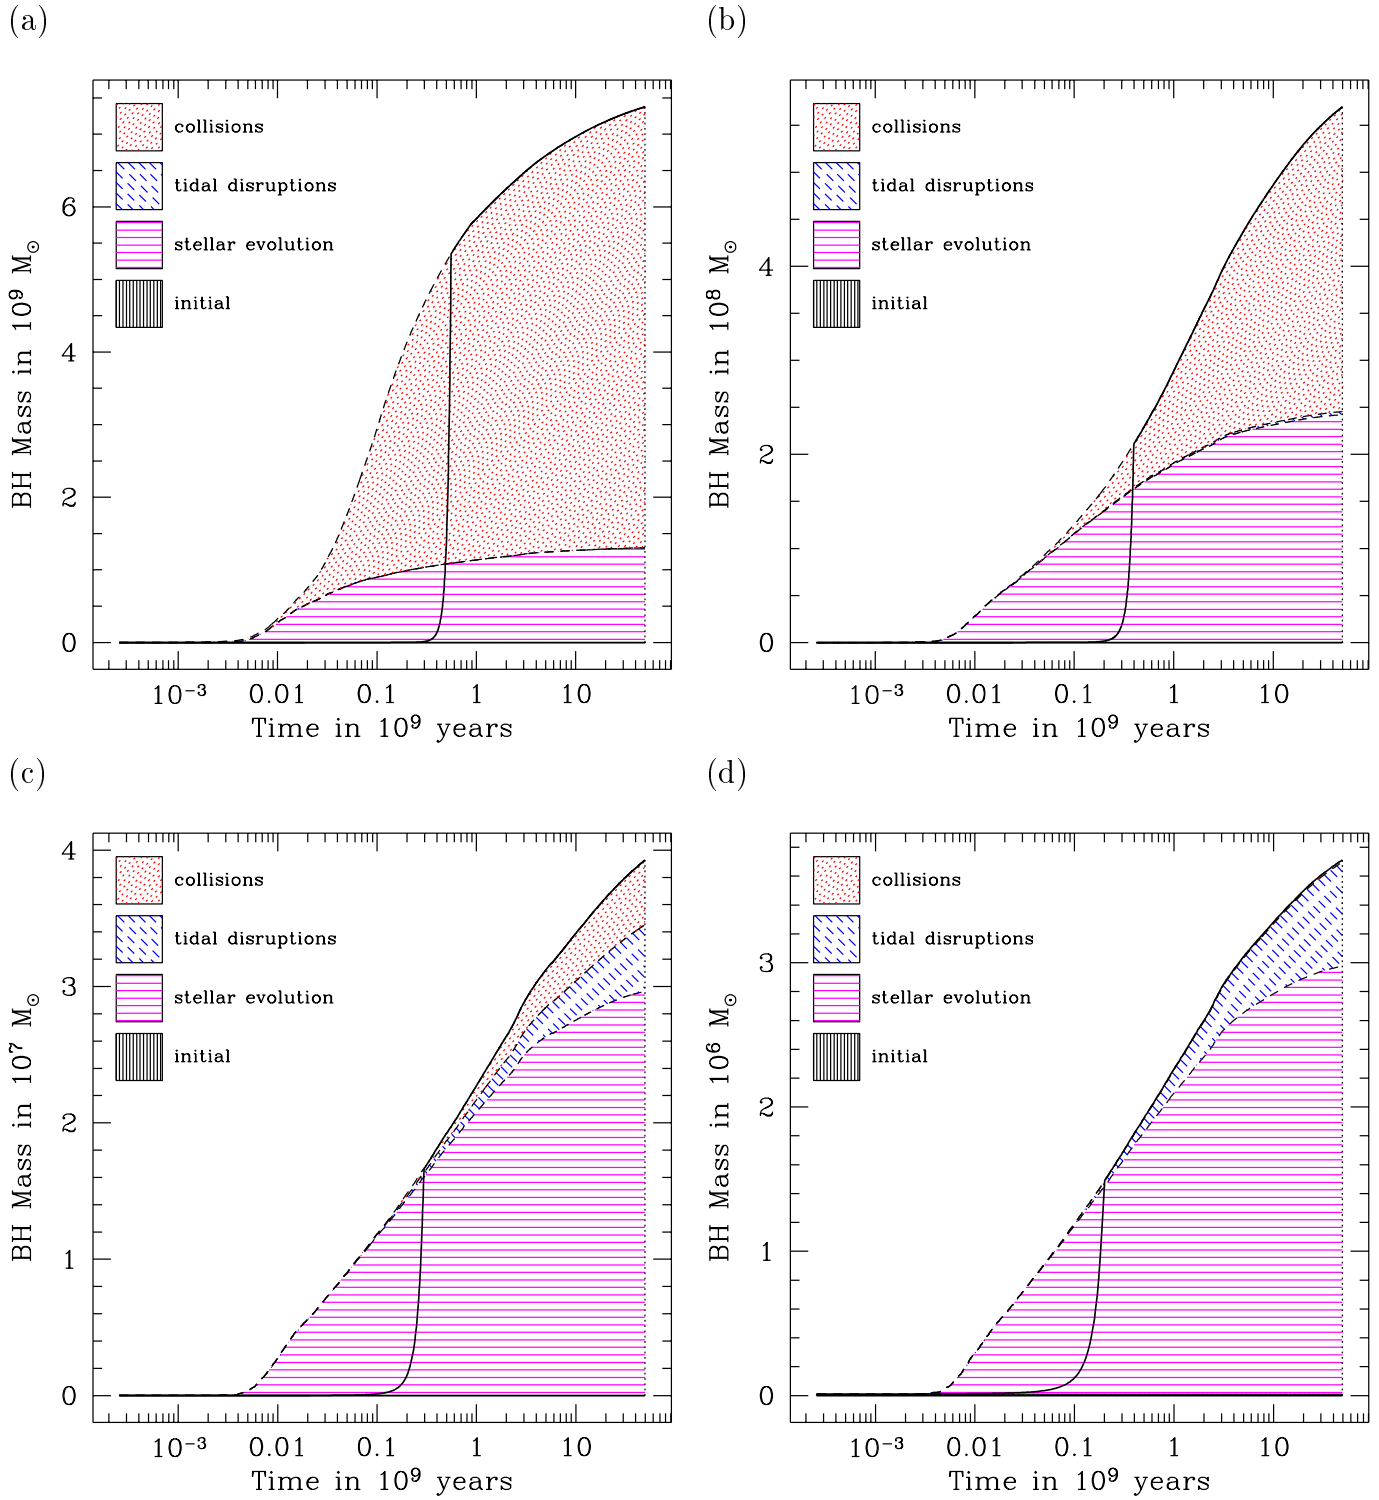 (a)
collisions
tidal disruptions
stellar evolution
initial
6
4
2
0
BH Mass in 10⁹ M☉
10⁻³ 0.01 0.1 1 10
Time in 10⁹ years
(b)
collisions
tidal disruptions
stellar evolution
initial
4
2
0
BH Mass in 10⁸ M☉
10⁻³ 0.01 0.1 1 10
Time in 10⁹ years
(c)
collisions
tidal disruptions
stellar evolution
initial
4
3
2
1
0
BH Mass in 10⁷ M☉
10⁻³ 0.01 0.1 1 10
Time in 10⁹ years
(d)
collisions
tidal disruptions
stellar evolution
initial
3
2
1
0
BH Mass in 10⁶ M☉
10⁻³ 0.01 0.1 1 10
Time in 10⁹ years